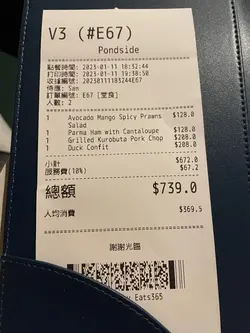 V3 (#E67)
Pondside
點餐時間: 2023-01-11 18:32:44
打印時間: 2023-01-11 19:38:50
收據編號: 20230111183244E67
侍應: Sam
訂單編號: E67 [堂食]
人數: 2
1 Avocado Mango Spicy Prawns Salad $128.0
1 Parma Ham with Cantaloupe $128.0
1 Grilled Kurobuta Pork Chop $208.0
1 Duck Confit $208.0
小計 $672.0
服務費(10%) $67.2
總額 $739.0
人均消費 $369.5
謝謝光臨
Eats365